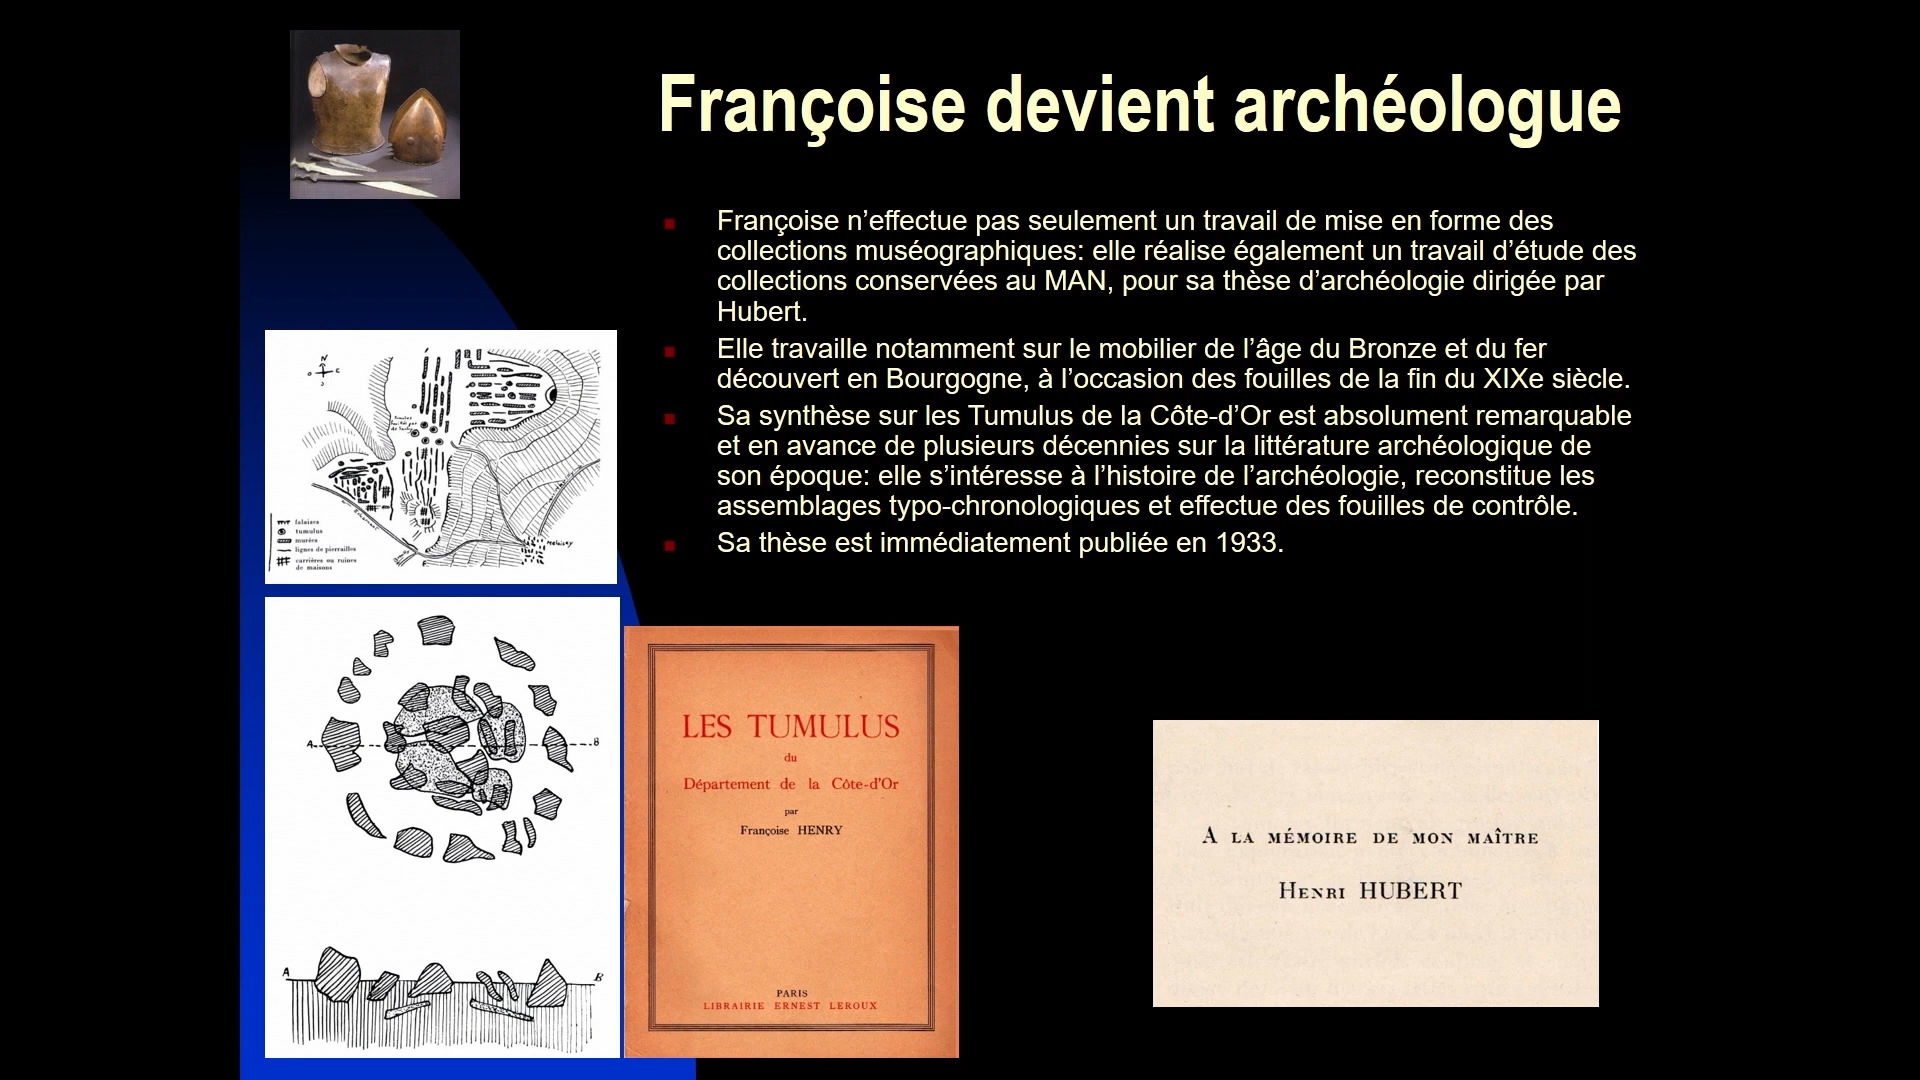 Françoise devient archéologue
Françoise n’effectue pas seulement un travail de mise en forme des
collections muséographiques: elle réalise également un travail d’étude des
collections conservées au MAN, pour sa thèse d’archéologie dirigée par
Hubert.
Elle travaille notamment sur le mobilier de l’âge du Bronze et du fer
découvert en Bourgogne, à l’occasion des fouilles de la fin du XIXe siècle.
Sa synthèse sur les Tumulus de la Côte-d’Or est absolument remarquable
et en avance de plusieurs décennies sur la littérature archéologique de
son époque: elle s’intéresse à l’histoire de l’archéologie, reconstitue les
assemblages typo-chronologiques et effectue des fouilles de contrôle.
Sa thèse est immédiatement publiée en 1933.
N
falaises
tumulus
murées
lignes de pierrailles
carrières ou ruines
de maisons
A
B
A
B
LES TUMULUS
du
Département de la Côte-d’Or
par
Françoise HENRY
PARIS
LIBRAIRIE ERNEST LEROUX
A LA MÉMOIRE DE MON MAÎTRE
HENRI HUBERT